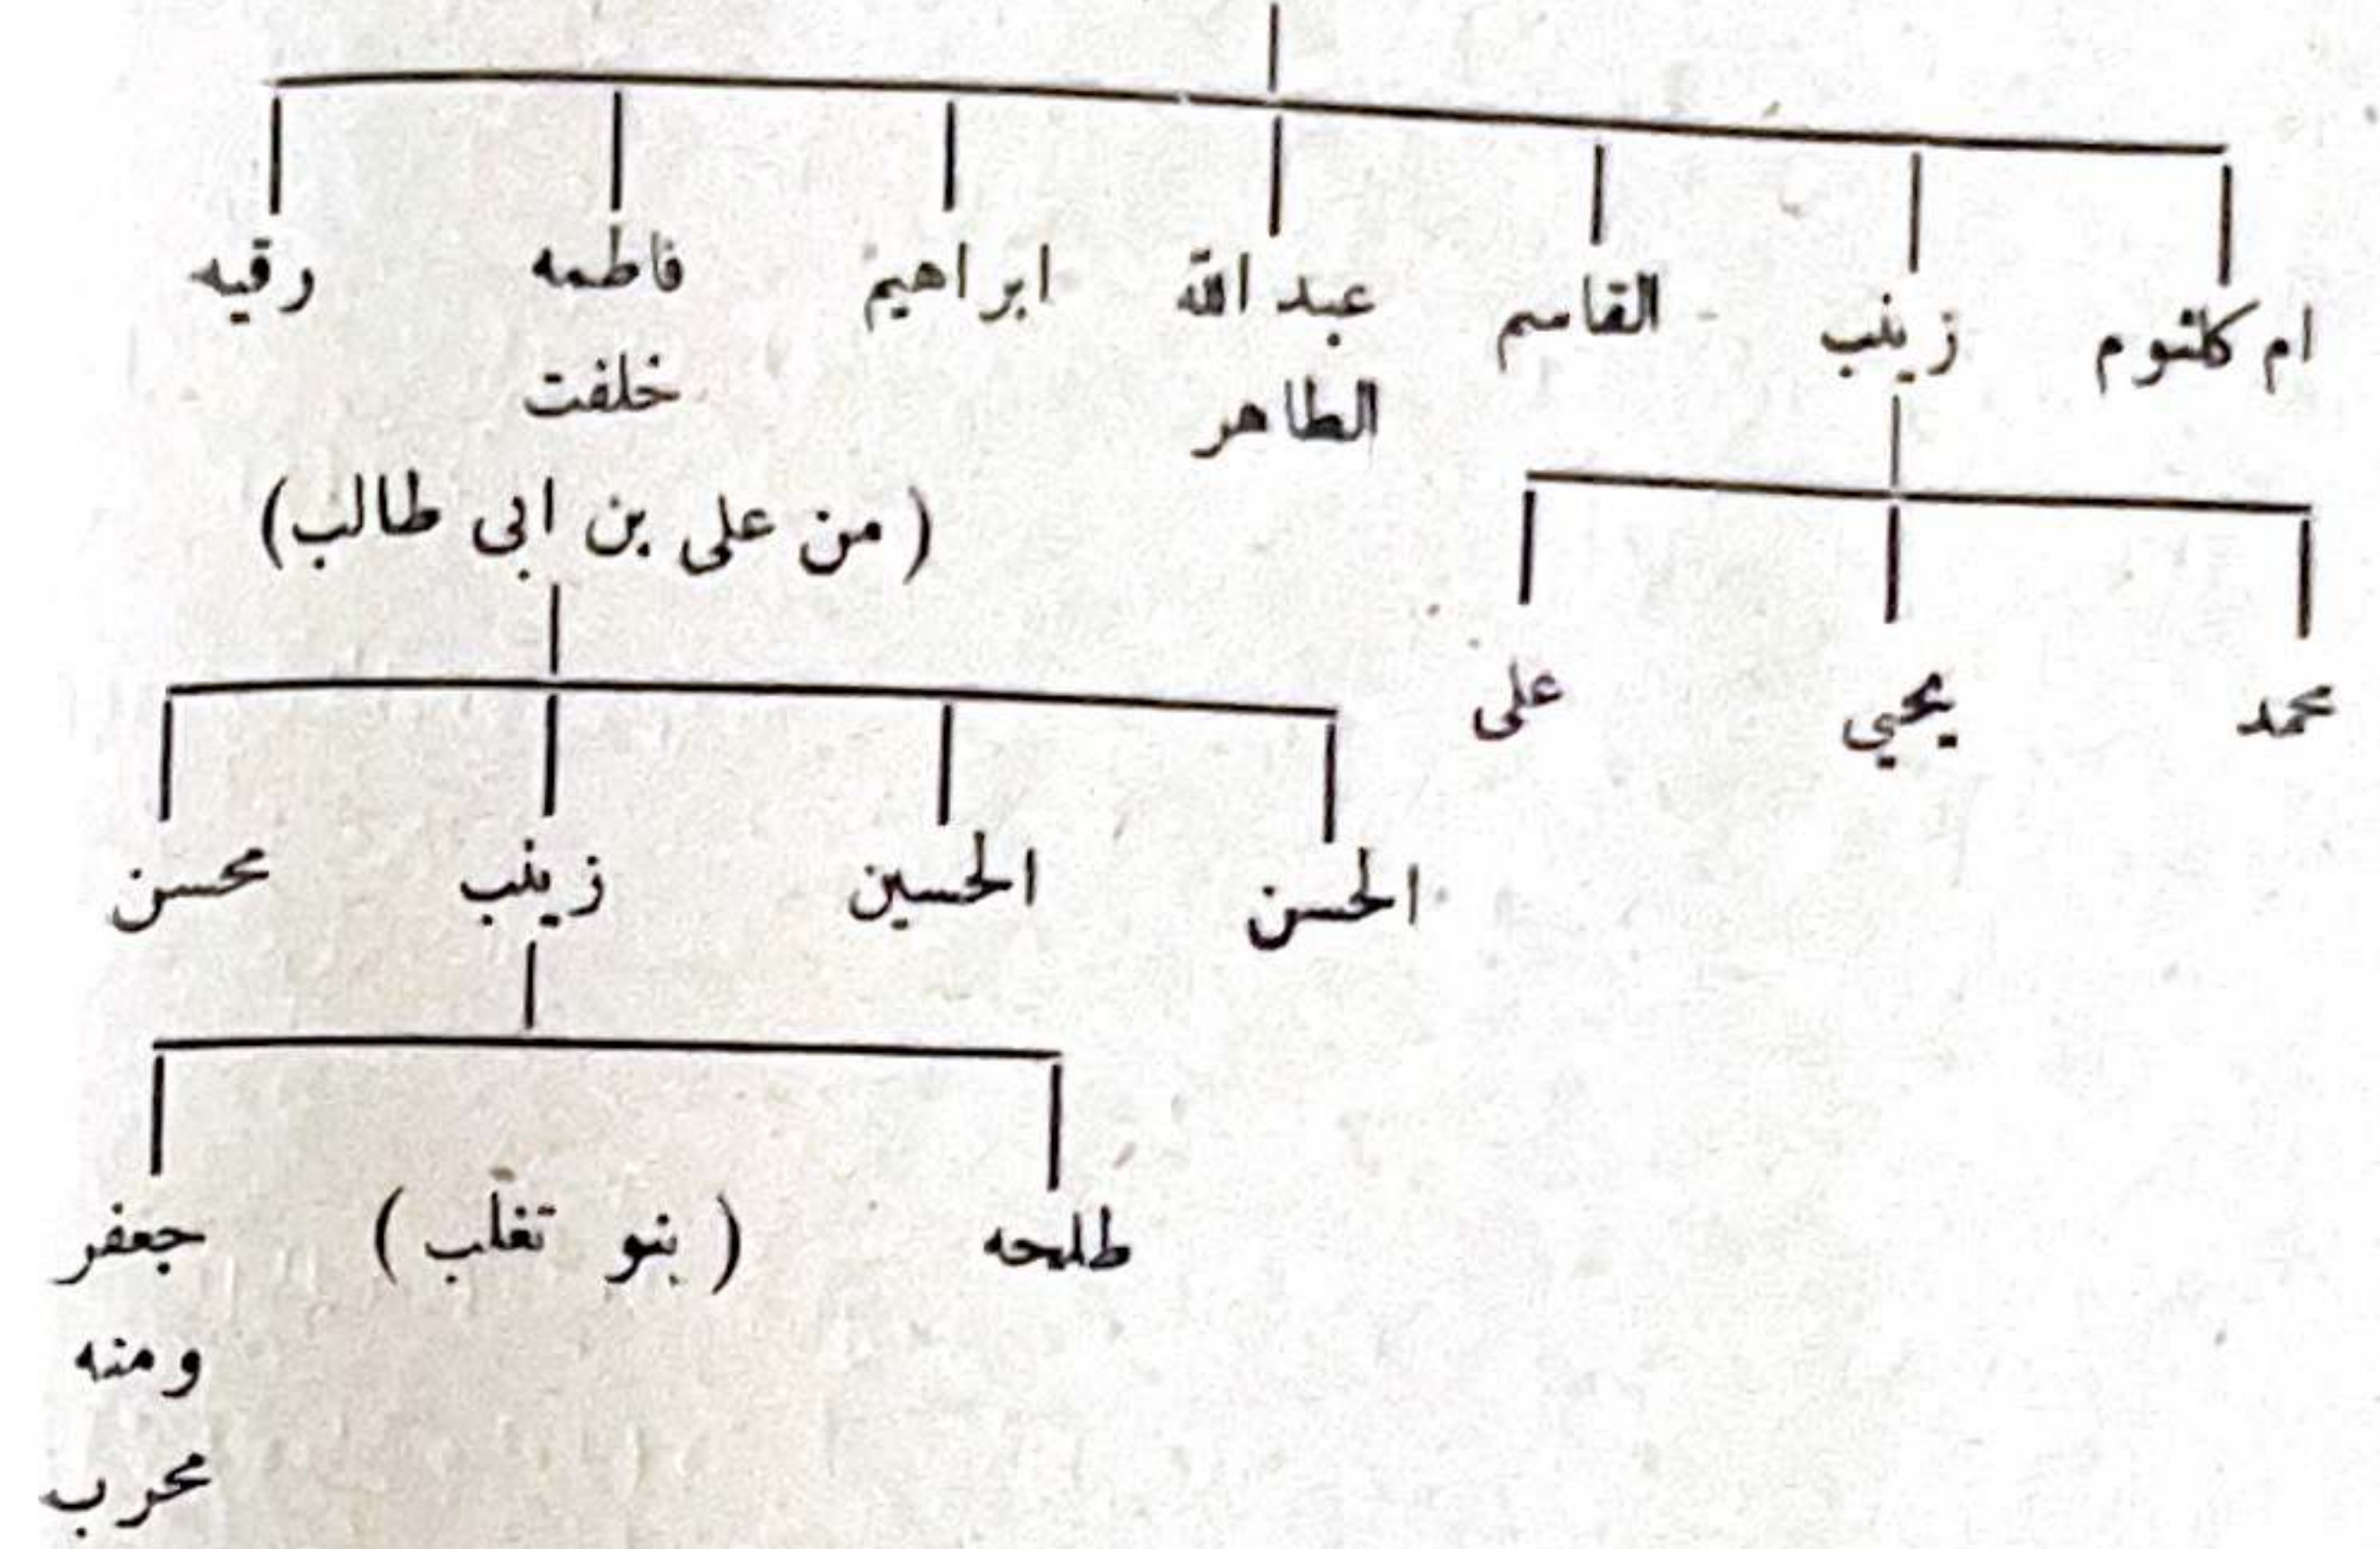 ام كلثوم زينب القاسم عبد الله ابراهيم فاطمه رقيه
الطاهر خلفت
(من على بن ابى طالب)
محمد يحيي على
الحسن الحسين زينب محسن
طلحه (بنو تغلب) جعفر
ومنه
محرب